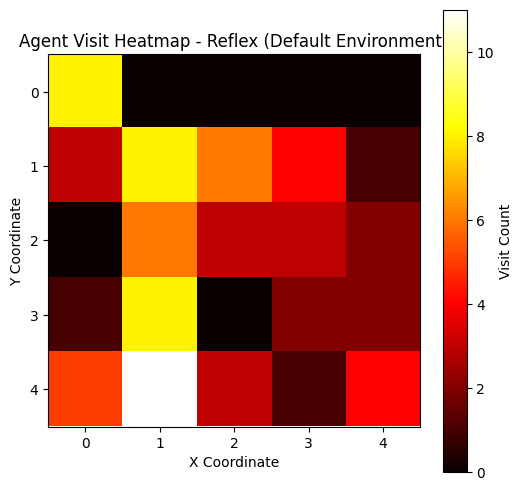 Agent Visit Heatmap - Reflex (Default Environment
0
1
2
3
4
Y Coordinate
0 1 2 3 4
X Coordinate
10
8
6
4
2
0
Visit Count